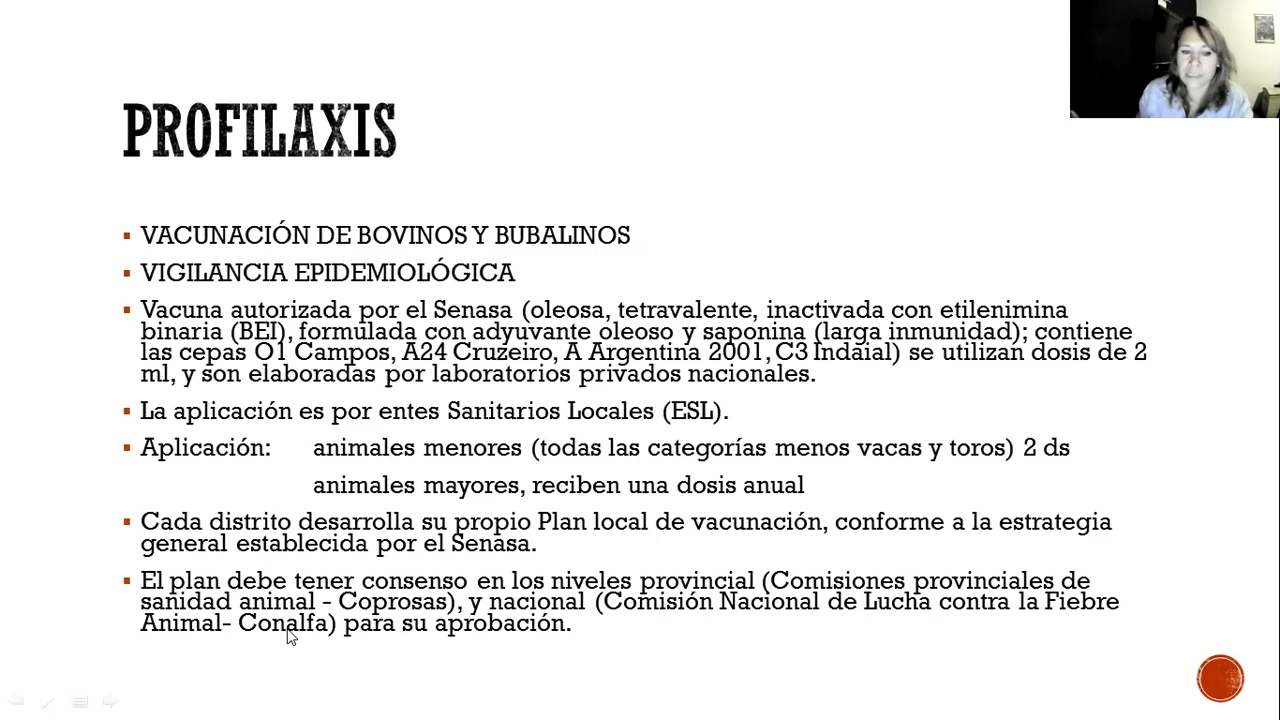 PROFILAXIS
▪ VACUNACIÓN DE BOVINOS Y BUBALINOS
▪ VIGILANCIA EPIDEMIOLÓGICA
▪ Vacuna autorizada por el Senasa (oleosa, tetravalente, inactivada con etilenimina
binaria (BEI), formulada con adyuvante oleoso y saponina (larga inmunidad); contiene
las cepas O1 Campos, A24 Cruzeiro, A Argentina 2001, C3 Indaial) se utilizan dosis de 2
ml, y son elaboradas por laboratorios privados nacionales.
▪ La aplicación es por entes Sanitarios Locales (ESL).
▪ Aplicación: animales menores (todas las categorías menos vacas y toros) 2 ds
animales mayores, reciben una dosis anual
▪ Cada distrito desarrolla su propio Plan local de vacunación, conforme a la estrategia
general establecida por el Senasa.
▪ El plan debe tener consenso en los niveles provincial (Comisiones provinciales de
sanidad animal - Coprosas), y nacional (Comisión Nacional de Lucha contra la Fiebre
Animal- Conalfa) para su aprobación.